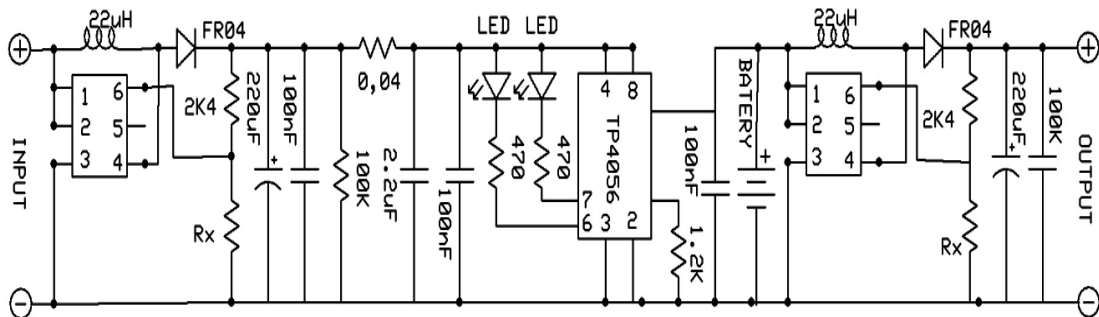 22uH
FR04
LED LED
22uH
FR04
+
+
INPUT
1
2
3
6
5
4
2K4
Rx
220uF
+
100nF
0,04
100K
2.2uF
100nF
470
470
4
8
TP4056
7
6
3
2
1.2K
100nF
BATERY
+
1
2
3
6
5
4
2K4
Rx
220uF
+
100K
OUTPUT
-
-